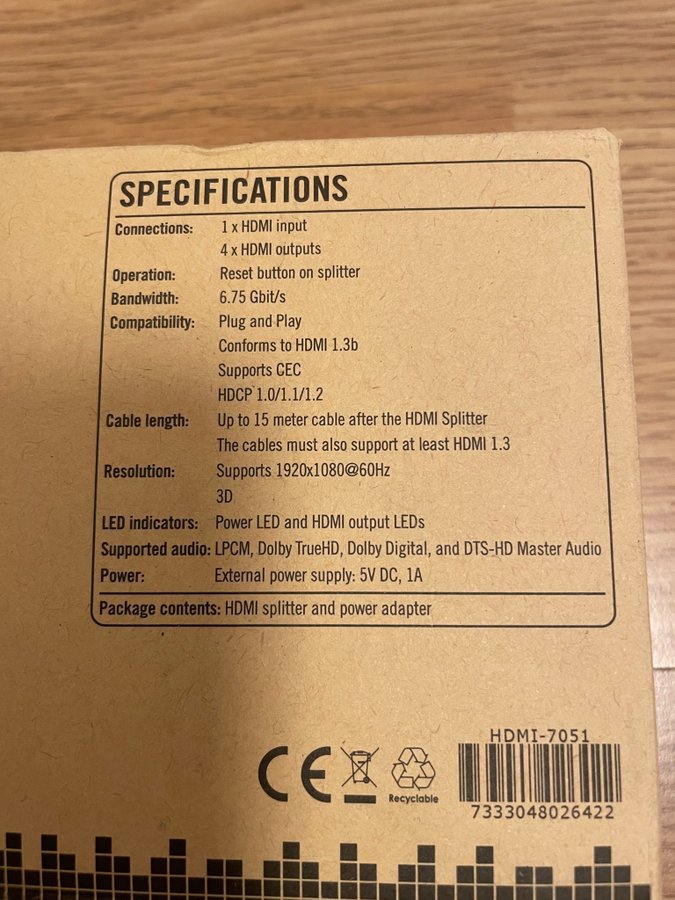 SPECIFICATIONS
Connections: 1 x HDMI input
4 x HDMI outputs
Operation: Reset button on splitter
Bandwidth: 6.75 Gbit/s
Compatibility: Plug and Play
Conforms to HDMI 1.3b
Supports CEC
HDCP 1.0/1.1/1.2
Cable length: Up to 15 meter cable after the HDMI Splitter
The cables must also support at least HDMI 1.3
Resolution: Supports 1920x1080@60Hz
3D
LED indicators: Power LED and HDMI output LEDs
Supported audio: LPCM, Dolby TrueHD, Dolby Digital, and DTS-HD Master Audio
Power: External power supply: 5V DC, 1A
Package contents: HDMI splitter and power adapter
HDMI-7051
CE
Recyclable
7333048026422